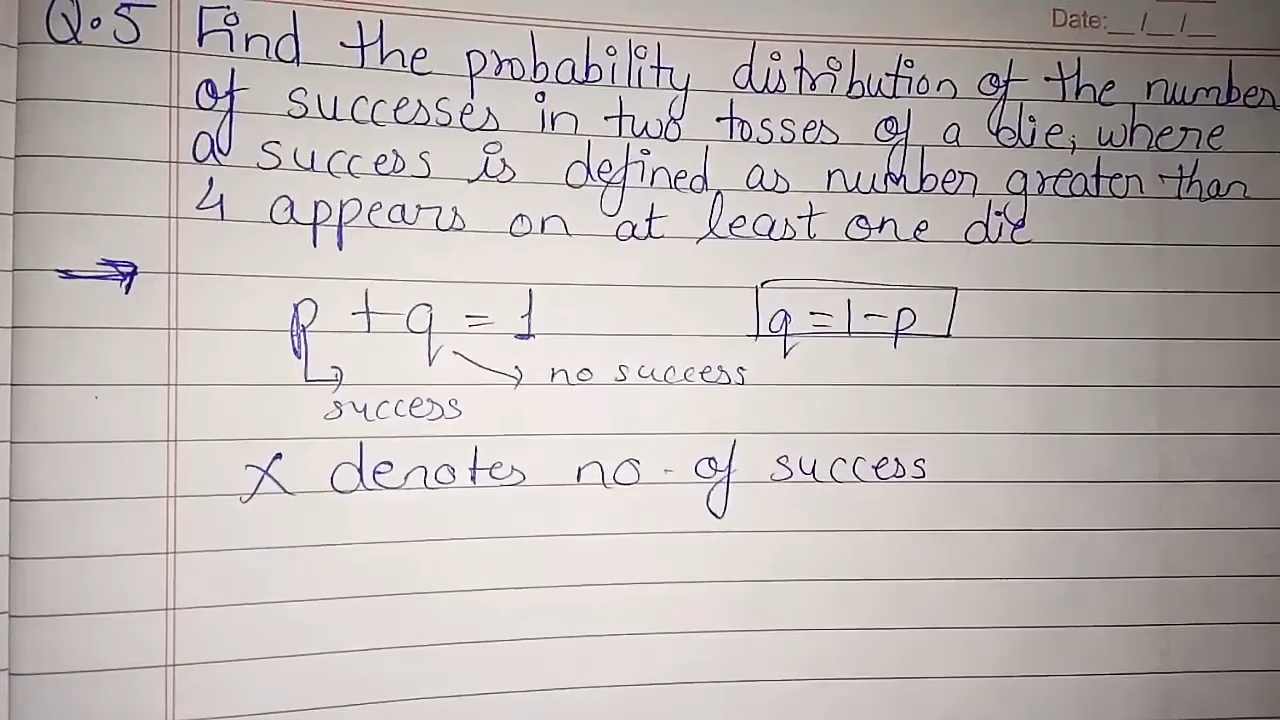 Date:__/__/__
Q.5 Find the probability distribution of the number
of successes in two tosses of a die, where
a success is defined as number greater than
4 appears on at least one die
p + q = 1 q = 1 - p
no success
success
X denotes no. of success